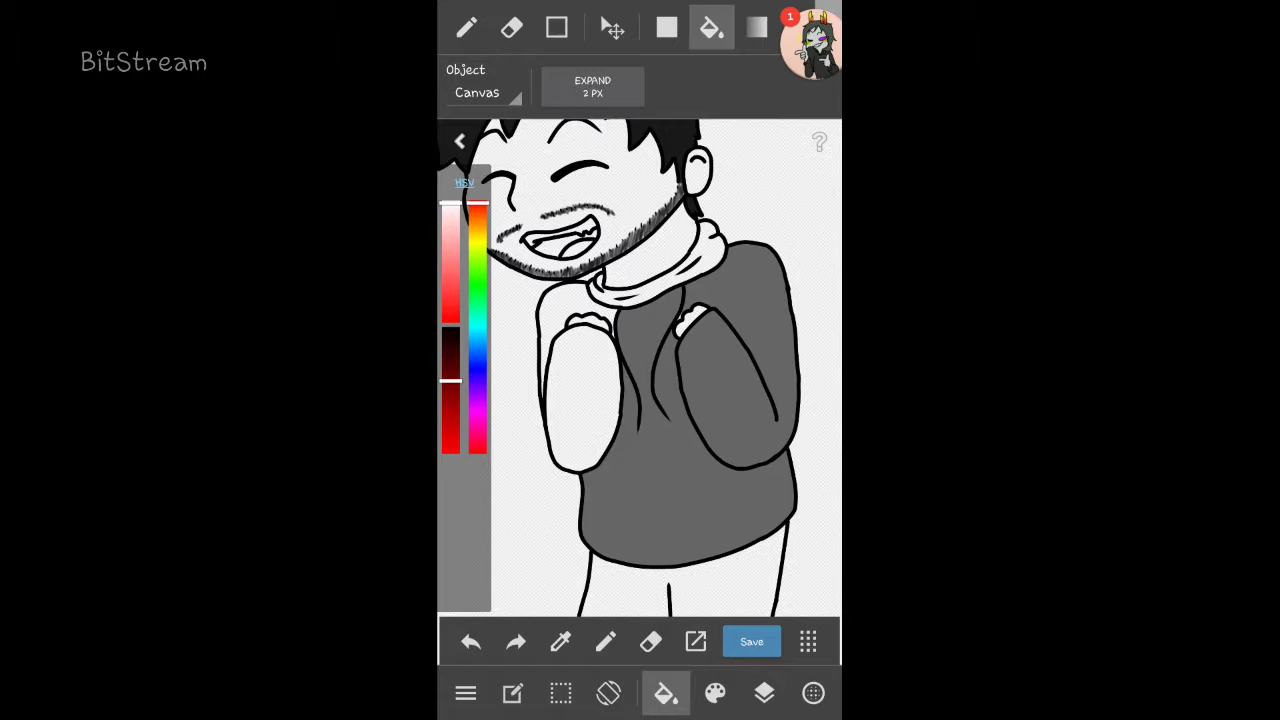 BitStream
1
Object
Canvas
EXPAND
2 PX
?
HSV
Save